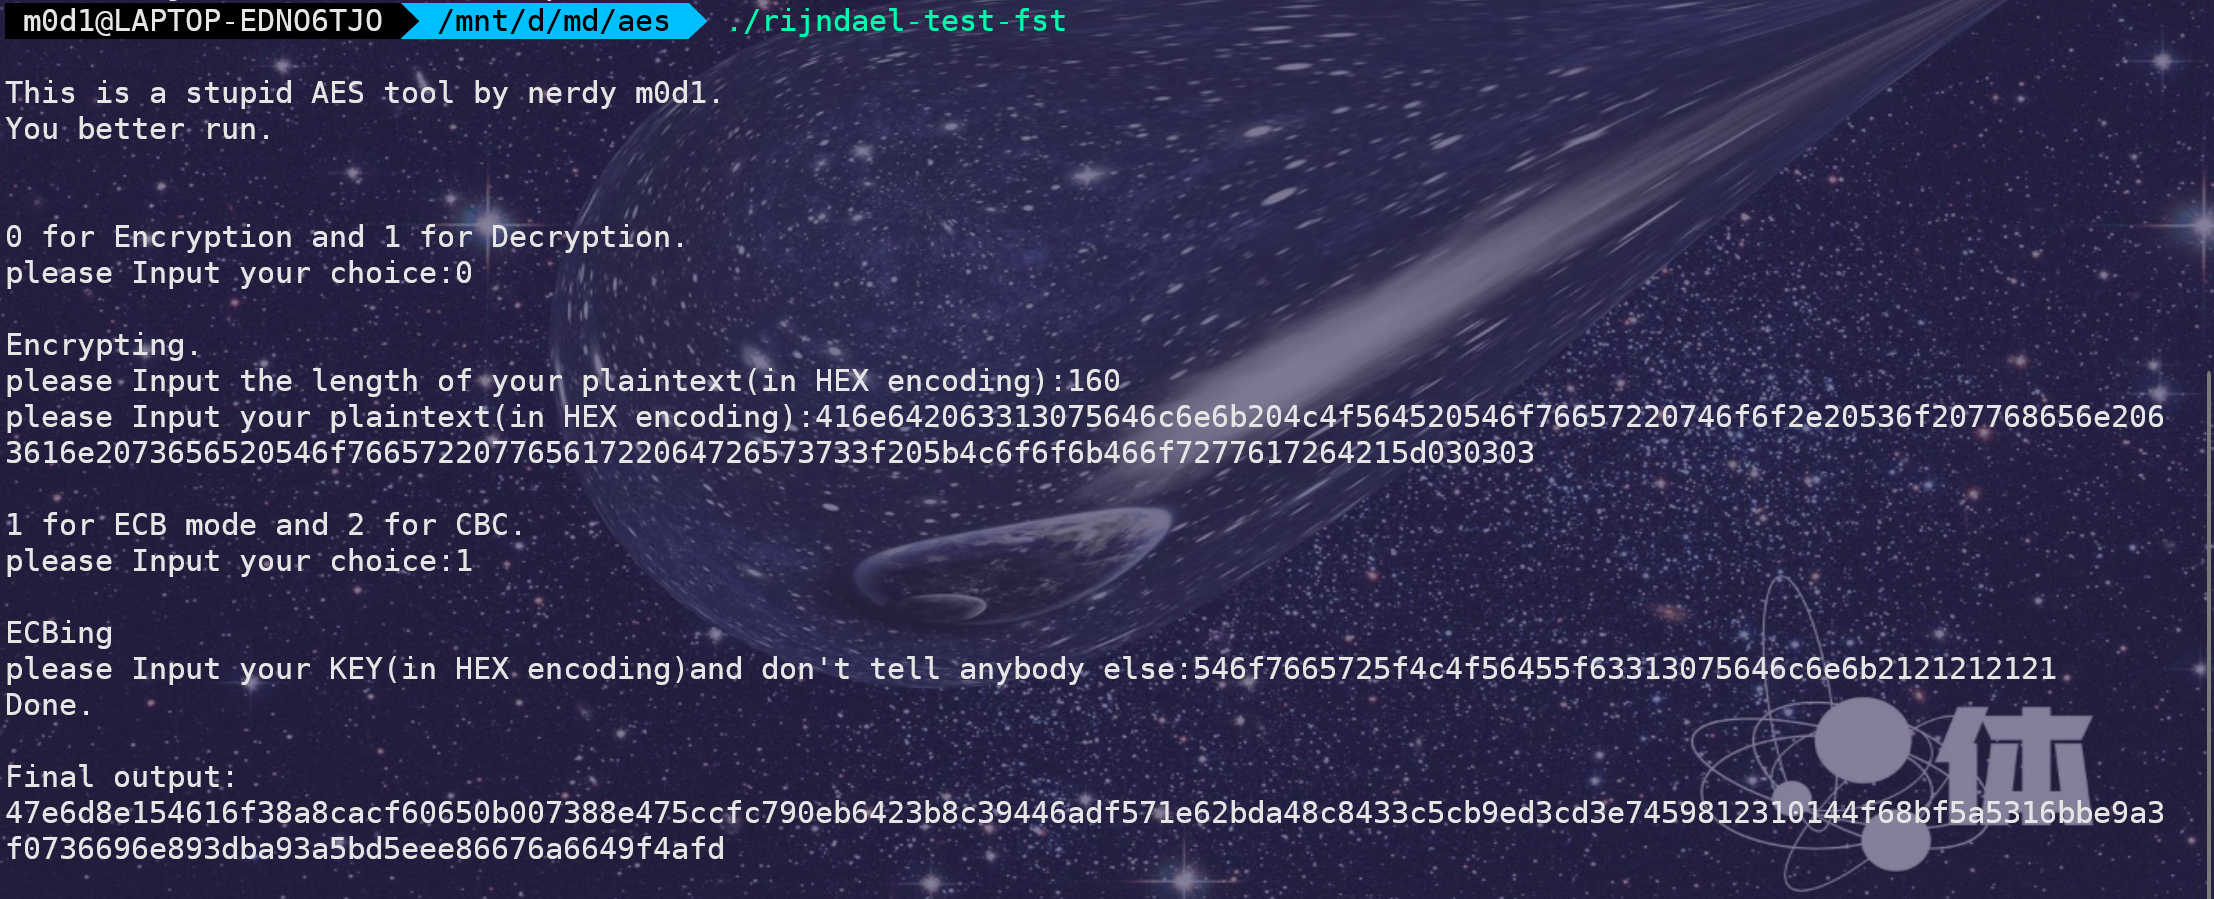 m0d1@LAPTOP-EDNO6TJO /mnt/d/md/aes ./rijndael-test-fst
This is a stupid AES tool by nerdy m0d1.
You better run.
0 for Encryption and 1 for Decryption.
please Input your choice:0
Encrypting.
please Input the length of your plaintext(in HEX encoding):160
please Input your plaintext(in HEX encoding):416e642063313075646c6e6b204c4f564520546f76657220746f6f2e20536f207768656e206
3616e2073656520546f76657220776561722064726573733f205b4c6f6f6b466f7277617264215d030303
1 for ECB mode and 2 for CBC.
please Input your choice:1
ECBing
please Input your KEY(in HEX encoding)and don't tell anybody else:546f7665725f4c4f56455f63313075646c6e6b2121212121
Done.
Final output:
47e6d8e154616f38a8cacf60650b007388e475ccfc790eb6423b8c39446adf571e62bda48c8433c5cb9ed3cd3e7459812310144f68bf5a5316bbe9a3
f0736696e893dba93a5bd5eee86676a6649f4afd
体